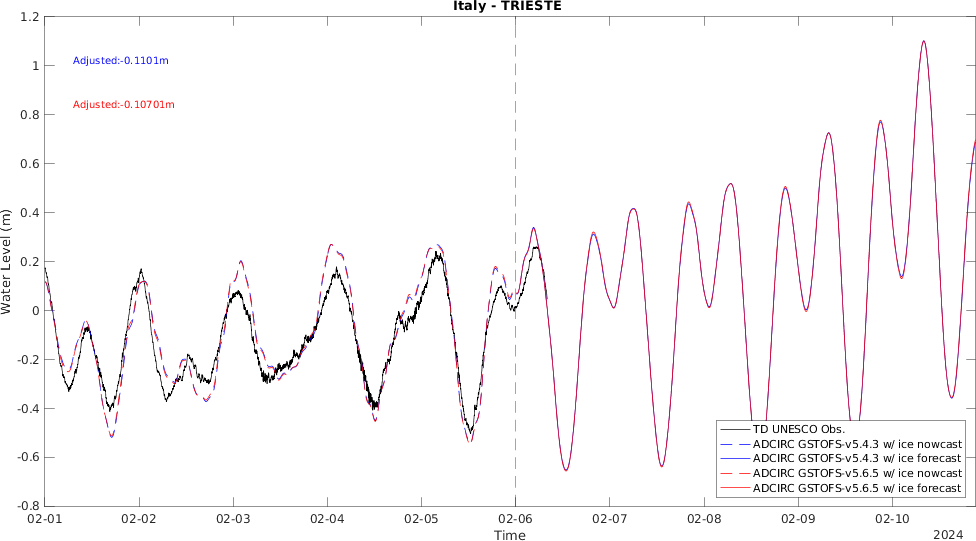 Italy - TRIESTE
1.2
1
0.8
0.6
0.4
0.2
0
-0.2
-0.4
-0.6
-0.8
Water Level (m)
Adjusted:-0.1101m
Adjusted:-0.10701m
TD UNESCO Obs.
ADCIRC GSTOFS-v5.4.3 w/ ice nowcast
ADCIRC GSTOFS-v5.4.3 w/ ice forecast
ADCIRC GSTOFS-v5.6.5 w/ ice nowcast
ADCIRC GSTOFS-v5.6.5 w/ ice forecast
02-01 02-02 02-03 02-04 02-05 02-06 02-07 02-08 02-09 02-10
Time
2024